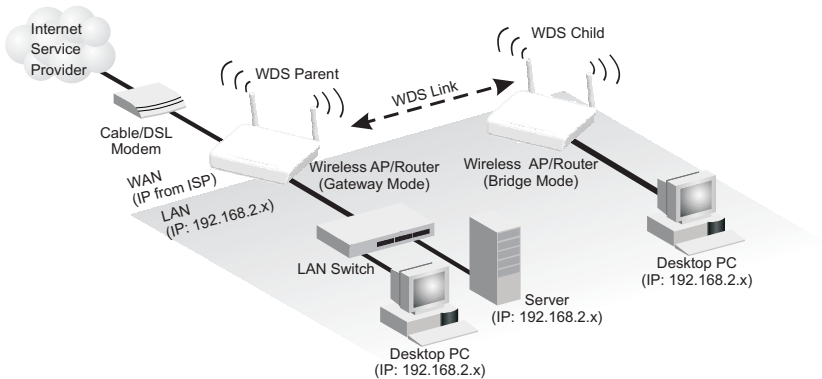 Internet
Service
Provider
WDS Parent
WDS Child
WDS Link
Cable/DSL
Modem
Wireless AP/Router
(Gateway Mode)
Wireless AP/Router
(Bridge Mode)
WAN
(IP from ISP)
LAN
(IP: 192.168.2.x)
LAN Switch
Server
(IP: 192.168.2.x)
Desktop PC
(IP: 192.168.2.x)
Desktop PC
(IP: 192.168.2.x)